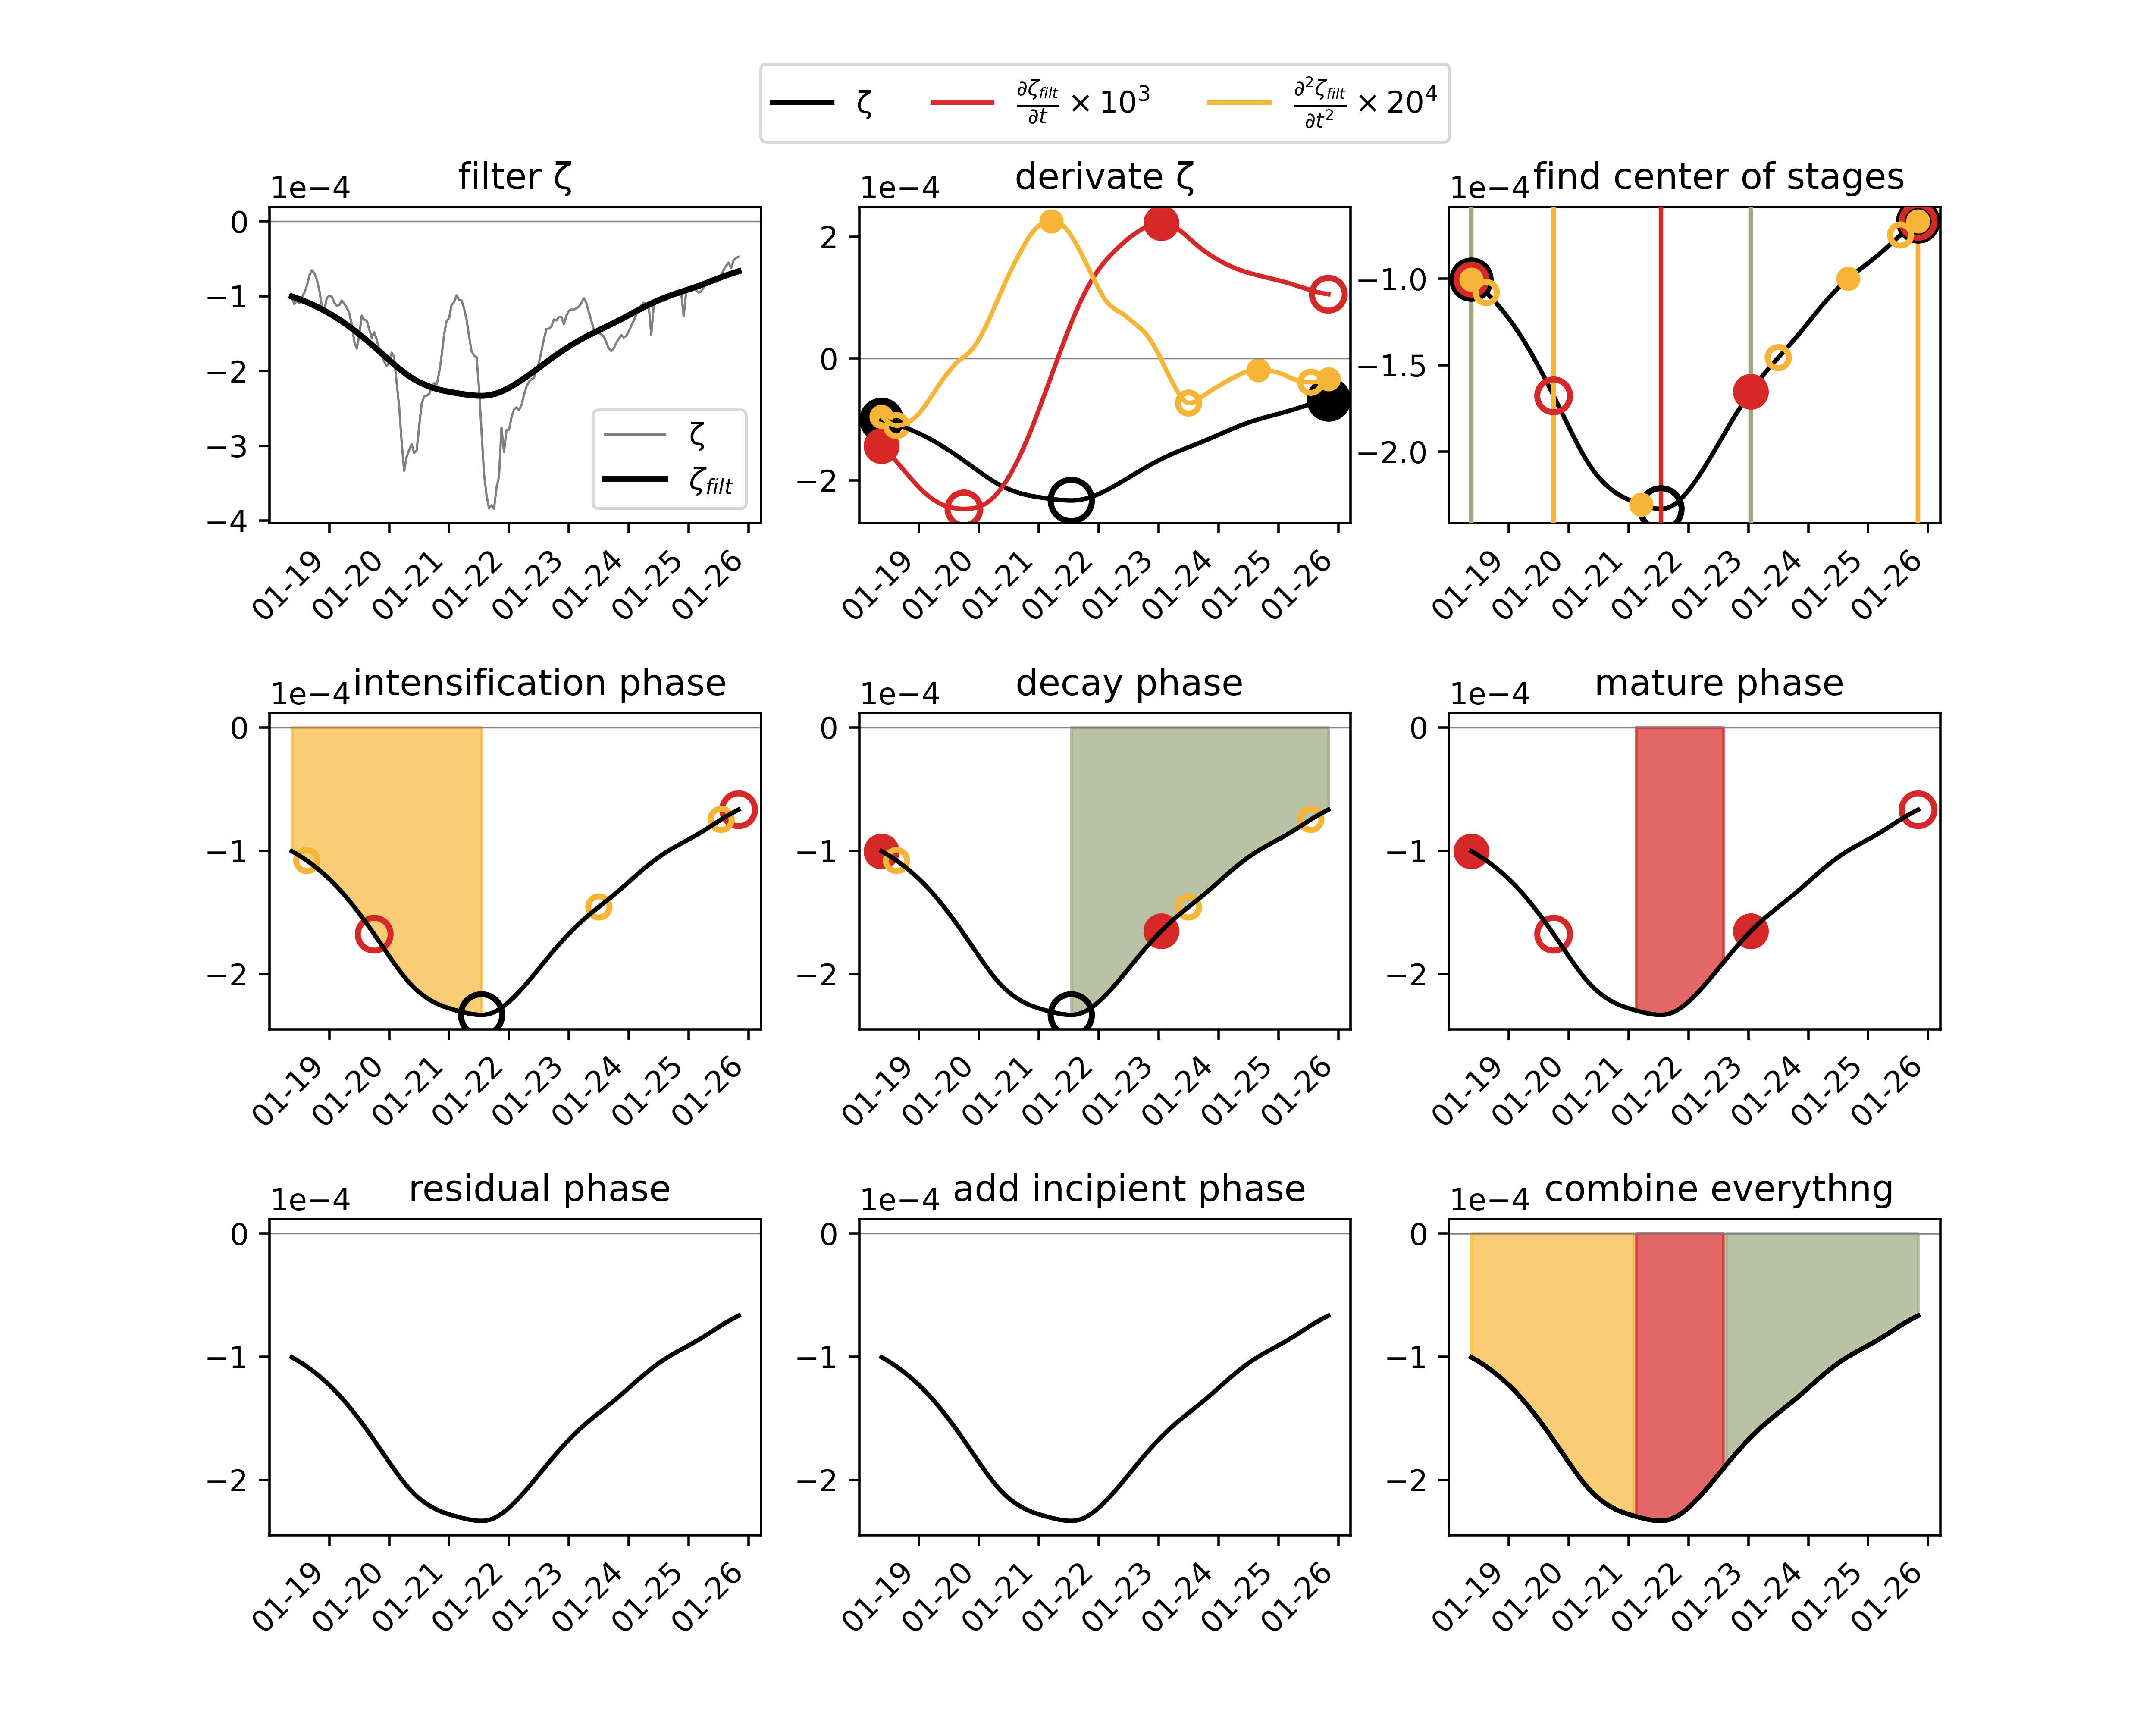 ζ ∂ζ_filt/∂t × 10³ ∂²ζ_filt/∂t² × 20⁴
filter ζ
1e−4
0
−1
−2
−3
−4
ζ
ζ_filt
01-19 01-20 01-21 01-22 01-23 01-24 01-25 01-26
derivate ζ
1e−4
2
0
−2
01-19 01-20 01-21 01-22 01-23 01-24 01-25 01-26
find center of stages
1e−4
−1.0
−1.5
−2.0
01-19 01-20 01-21 01-22 01-23 01-24 01-25 01-26
intensification phase
1e−4
0
−1
−2
01-19 01-20 01-21 01-22 01-23 01-24 01-25 01-26
decay phase
1e−4
0
−1
−2
01-19 01-20 01-21 01-22 01-23 01-24 01-25 01-26
mature phase
1e−4
0
−1
−2
01-19 01-20 01-21 01-22 01-23 01-24 01-25 01-26
residual phase
1e−4
0
−1
−2
01-19 01-20 01-21 01-22 01-23 01-24 01-25 01-26
add incipient phase
1e−4
0
−1
−2
01-19 01-20 01-21 01-22 01-23 01-24 01-25 01-26
combine everythng
1e−4
0
−1
−2
01-19 01-20 01-21 01-22 01-23 01-24 01-25 01-26